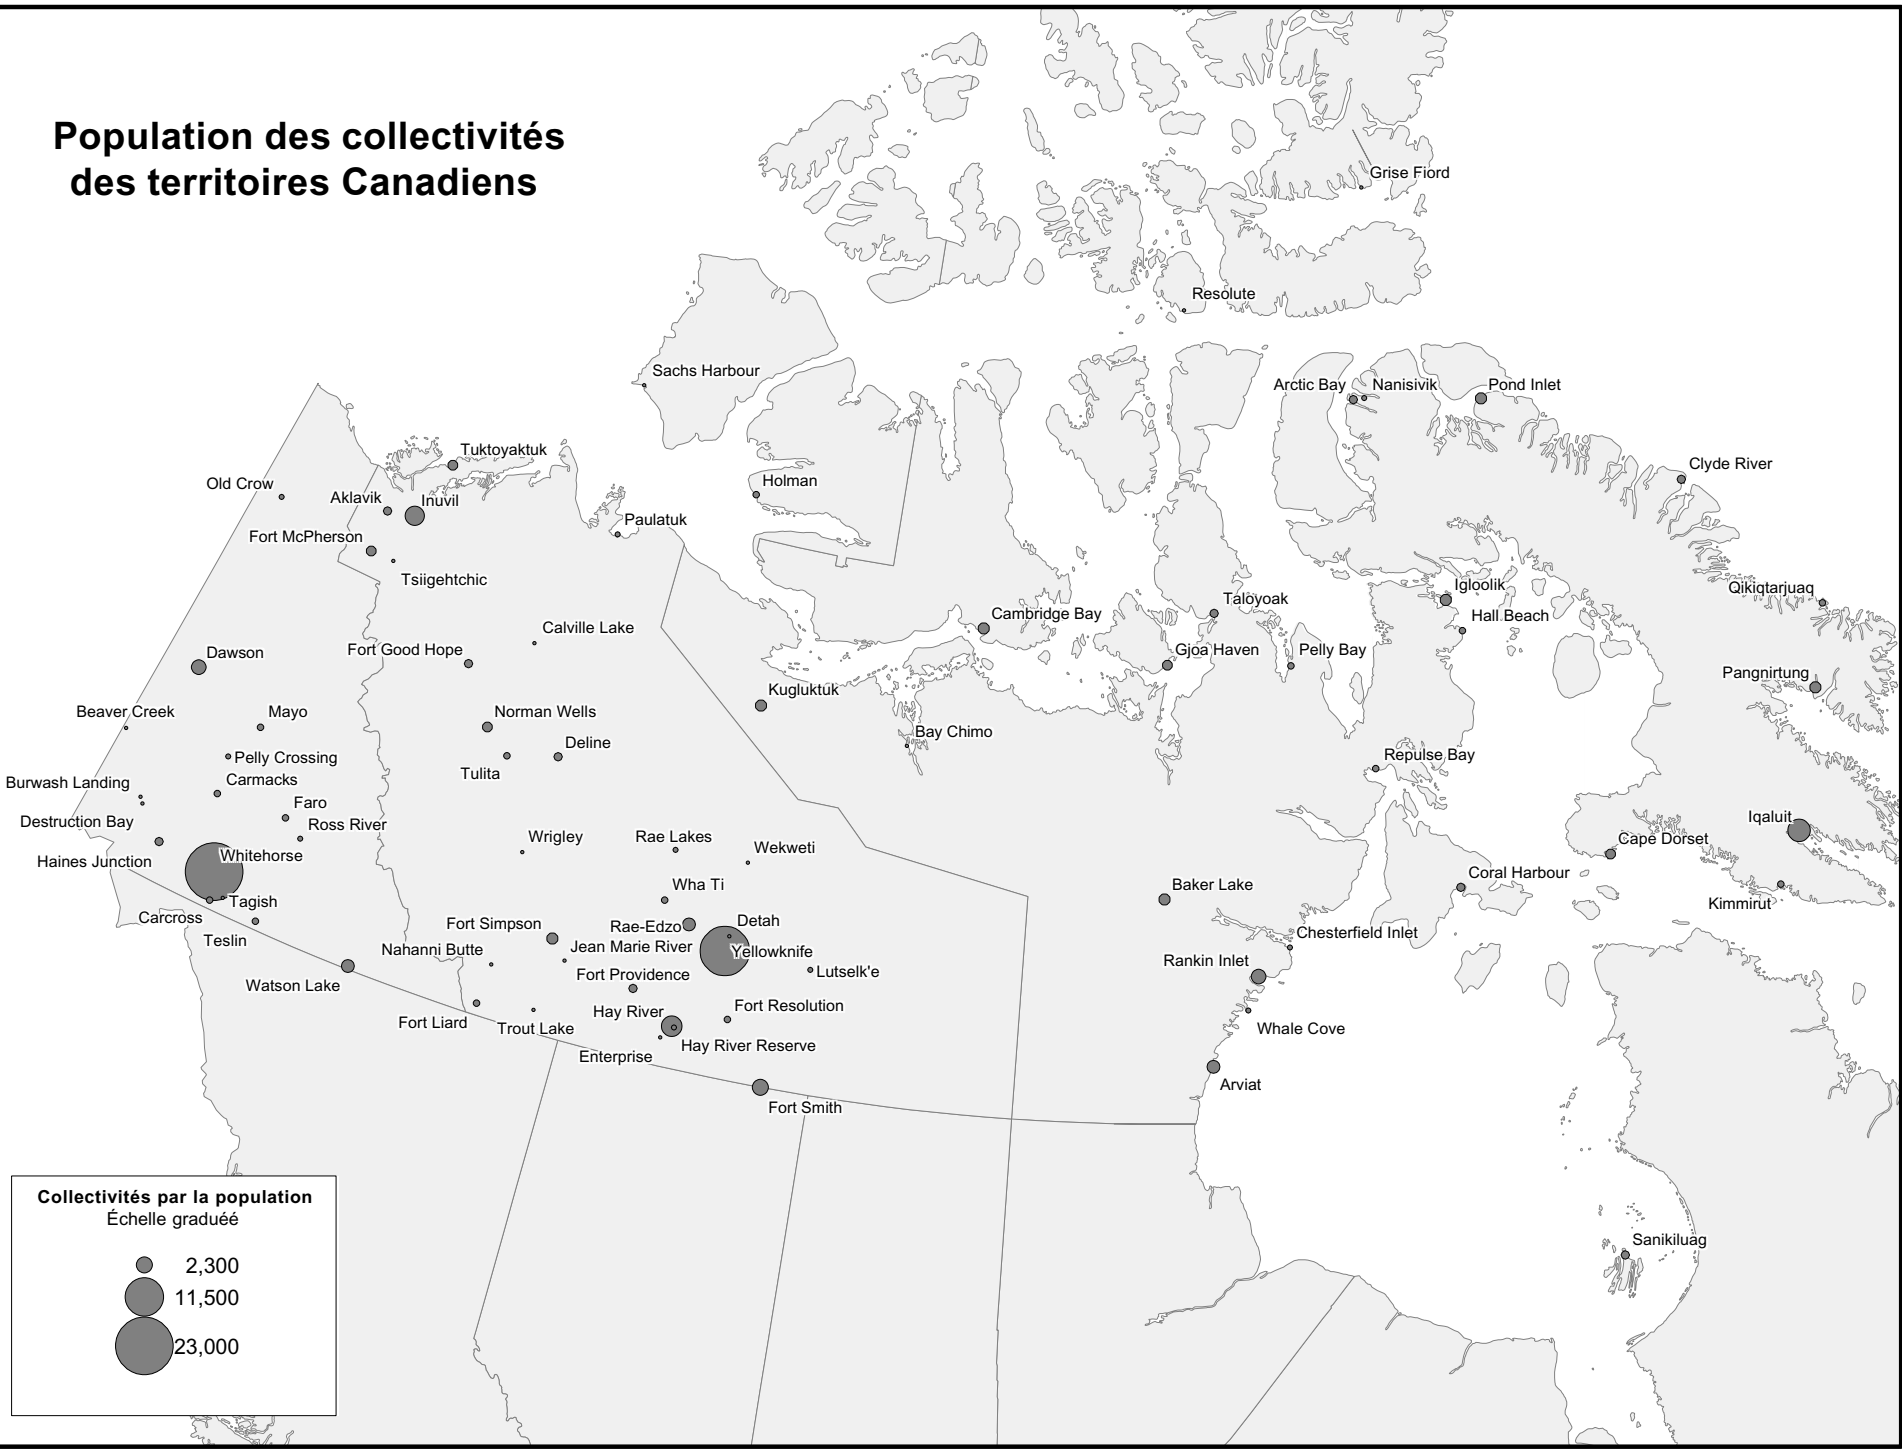 Population des collectivités
des territoires Canadiens
Grise Fiord
Resolute
Sachs Harbour
Arctic Bay
Nanisivik
Pond Inlet
Tuktoyaktuk
Clyde River
Old Crow
Holman
Aklavik
Inuvil
Paulatuk
Fort McPherson
Tsiigehtchic
Igloolik
Qikiqtarjuaq
Taloyoak
Cambridge Bay
Hall Beach
Calville Lake
Fort Good Hope
Dawson
Gjoa Haven
Pelly Bay
Pangnirtung
Kugluktuk
Beaver Creek
Mayo
Norman Wells
Bay Chimo
Deline
Pelly Crossing
Repulse Bay
Tulita
Carmacks
Burwash Landing
Faro
Iqaluit
Destruction Bay
Ross River
Wrigley
Rae Lakes
Cape Dorset
Wekweti
Whitehorse
Haines Junction
Coral Harbour
Wha Ti
Baker Lake
Tagish
Kimmirut
Carcross
Fort Simpson
Rae-Edzo
Detah
Chesterfield Inlet
Teslin
Jean Marie River
Nahanni Butte
Yellowknife
Rankin Inlet
Lutselk'e
Fort Providence
Watson Lake
Fort Resolution
Hay River
Fort Liard
Trout Lake
Whale Cove
Hay River Reserve
Enterprise
Arviat
Fort Smith
Sanikiluag
Collectivités par la population
Échelle graduéé
2,300
11,500
23,000